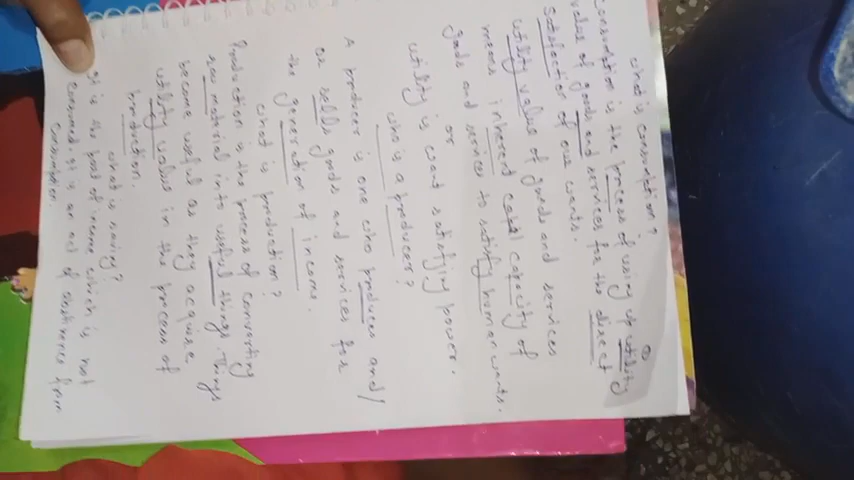 ②
what is consumption?
consumption is the process of using up utility
value of goods and services for the direct
satisfaction of our wants.
utility value of goods and services
means inherent capacity of
goods and services to satisfy human wants.
or
utility is want satisfying power.
who is a producer?
A producer is one who produces and/
or sells goods and services for
the generation of income.
what is production?
Production is the process of converting
raw material into useful things. Things
become useful as they acquire
utility value in the process of
production.
what is saving?
It is the part of income which is not
consumed. It is an act of abstinence from
consumption.